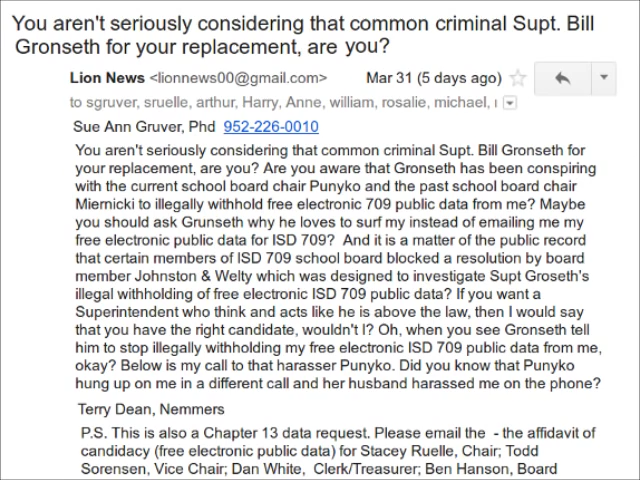 You aren't seriously considering that common criminal Supt. Bill
Gronseth for your replacement, are you?
Lion News <lionnews00@gmail.com> Mar 31 (5 days ago)
to sgruver, sruelle, arthur, Harry, Anne, william, rosalie, michael,
Sue Ann Gruver, Phd 952-226-0010
You aren't seriously considering that common criminal Supt. Bill Gronseth for
your replacement, are you? Are you aware that Gronseth has been conspiring
with the current school board chair Punyko and the past school board chair
Miernicki to illegally withhold free electronic 709 public data from me? Maybe
you should ask Grunseth why he loves to surf my instead of emailing me my
free electronic public data for ISD 709? And it is a matter of the public record
that certain members of ISD 709 school board blocked a resolution by board
member Johnston & Welty which was designed to investigate Supt Groseth's
illegal withholding of free electronic ISD 709 public data? If you want a
Superintendent who think and acts like he is above the law, then I would say
that you have the right candidate, wouldn't I? Oh, when you see Gronseth tell
him to stop illegally withholding my free electronic ISD 709 public data from me,
okay? Below is my call to that harasser Punyko. Did you know that Punyko
hung up on me in a different call and her husband harassed me on the phone?
Terry Dean, Nemmers
P.S. This is also a Chapter 13 data request. Please email the - the affidavit of
candidacy (free electronic public data) for Stacey Ruelle, Chair; Todd
Sorensen, Vice Chair; Dan White, Clerk/Treasurer; Ben Hanson, Board